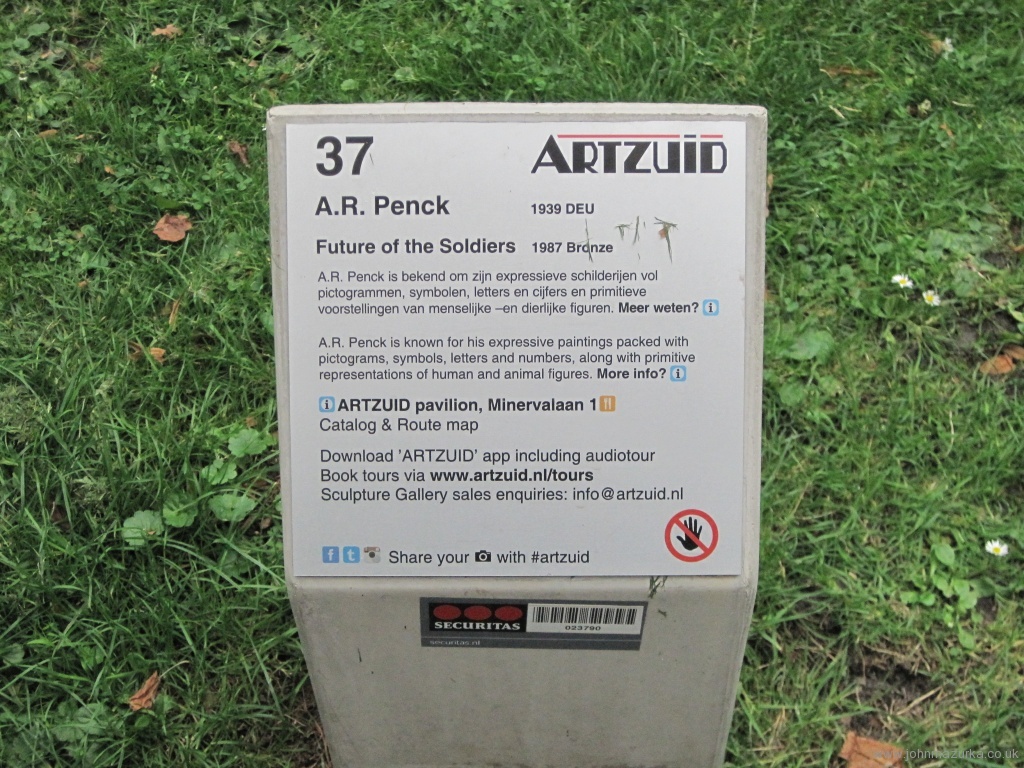 37 ARTZUID
A.R. Penck 1939 DEU
Future of the Soldiers 1987 Bronze
A.R. Penck is bekend om zijn expressieve schilderijen vol
pictogrammen, symbolen, letters en cijfers en primitieve
voorstellingen van menselijke –en dierlijke figuren. Meer weten? i
A.R. Penck is known for his expressive paintings packed with
pictograms, symbols, letters and numbers, along with primitive
representations of human and animal figures. More info? i
i ARTZUID pavilion, Minervalaan 1
Catalog & Route map
Download 'ARTZUID' app including audiotour
Book tours via www.artzuid.nl/tours
Sculpture Gallery sales enquiries: info@artzuid.nl
f t Share your with #artzuid
SECURITAS 023790
securitas.nl